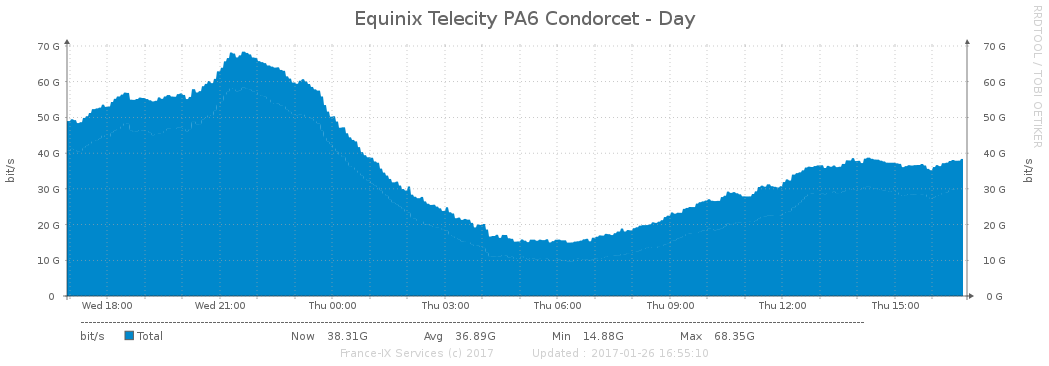 Equinix Telecity PA6 Condorcet - Day
RRDTOOL / TOBI OETIKER
70 G 70 G
60 G 60 G
50 G 50 G
40 G 40 G
30 G 30 G
20 G 20 G
10 G 10 G
0 0 G
bit/s bit/s
Wed 18:00 Wed 21:00 Thu 00:00 Thu 03:00 Thu 06:00 Thu 09:00 Thu 12:00 Thu 15:00
bit/s Total Now 38.31G Avg 36.89G Min 14.88G Max 68.35G
France-IX Services (c) 2017 Updated : 2017-01-26 16:55:10